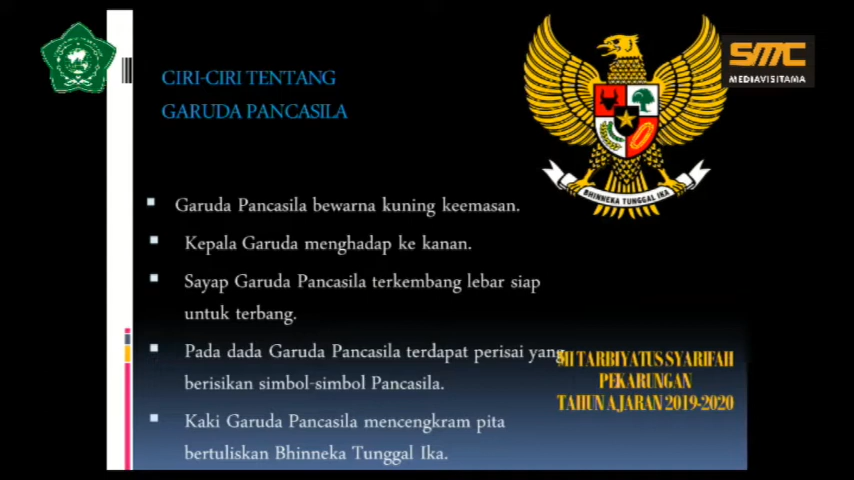 CIRI-CIRI TENTANG
GARUDA PANCASILA
SMC
MEDIAVISITAMA
BHINNEKA TUNGGAL IKA
Garuda Pancasila bewarna kuning keemasan.
Kepala Garuda menghadap ke kanan.
Sayap Garuda Pancasila terkembang lebar siap
untuk terbang.
Pada dada Garuda Pancasila terdapat perisai yang
berisikan simbol-simbol Pancasila.
Kaki Garuda Pancasila mencengkram pita
bertuliskan Bhinneka Tunggal Ika.
MI TARBIYATUS SYARIFAH
PEKARUNGAN
TAHUN AJARAN 2019-2020